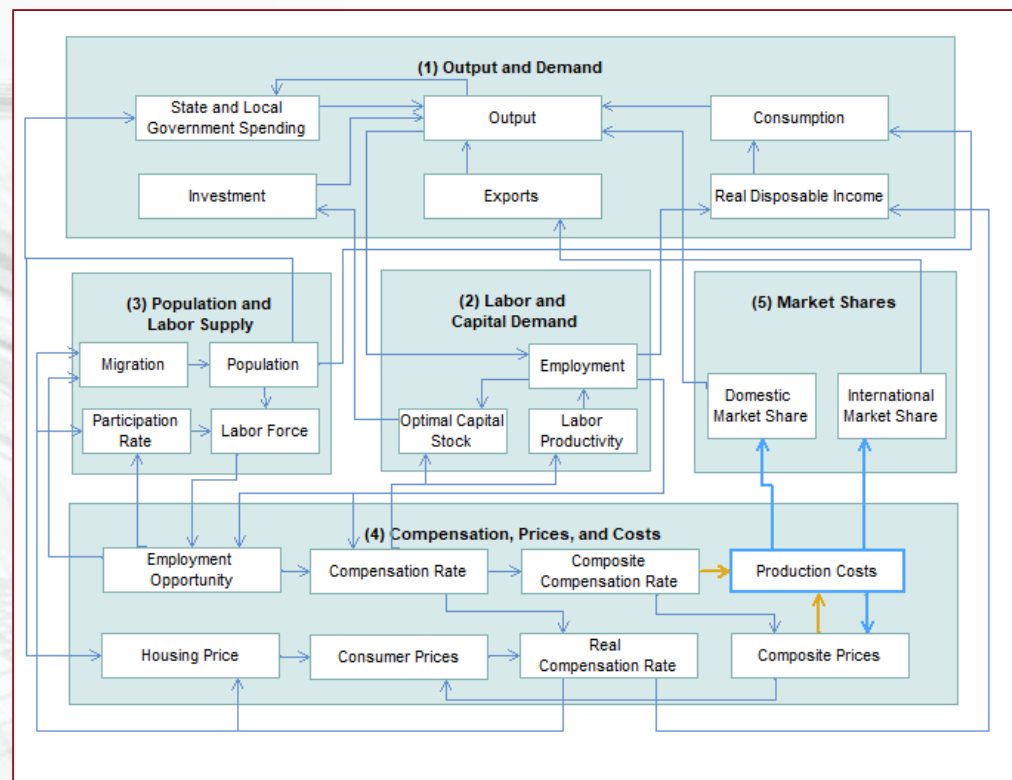 (1) Output and Demand
State and Local
Government Spending
Output
Consumption
Investment
Exports
Real Disposable Income
(3) Population and
Labor Supply
Migration
Population
Participation
Rate
Labor Force
(2) Labor and
Capital Demand
Employment
Optimal Capital
Stock
Labor
Productivity
(5) Market Shares
Domestic
Market Share
International
Market Share
(4) Compensation, Prices, and Costs
Employment
Opportunity
Compensation Rate
Composite
Compensation Rate
Production Costs
Housing Price
Consumer Prices
Real
Compensation Rate
Composite Prices